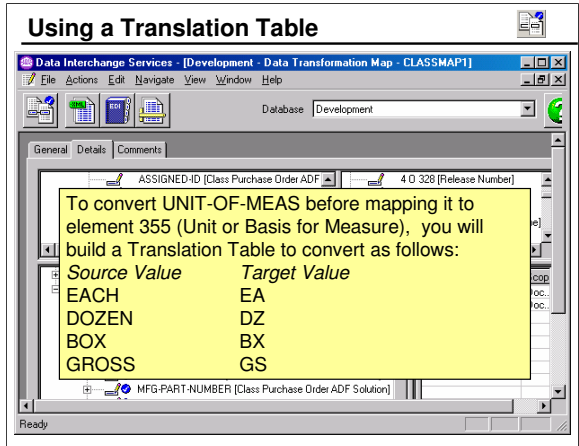 Using a Translation Table
Data Interchange Services - [Development - Data Transformation Map - CLASSMAP1]
File Actions Edit Navigate View Window Help
Database Development
General Details Comments
ASSIGNED-ID [Class Purchase Order ADF
4 O 328 [Release Number]
To convert UNIT-OF-MEAS before mapping it to
element 355 (Unit or Basis for Measure), you will
build a Translation Table to convert as follows:
Source Value Target Value
EACH EA
DOZEN DZ
BOX BX
GROSS GS
MFG-PART-NUMBER [Class Purchase Order ADF Solution]
Ready